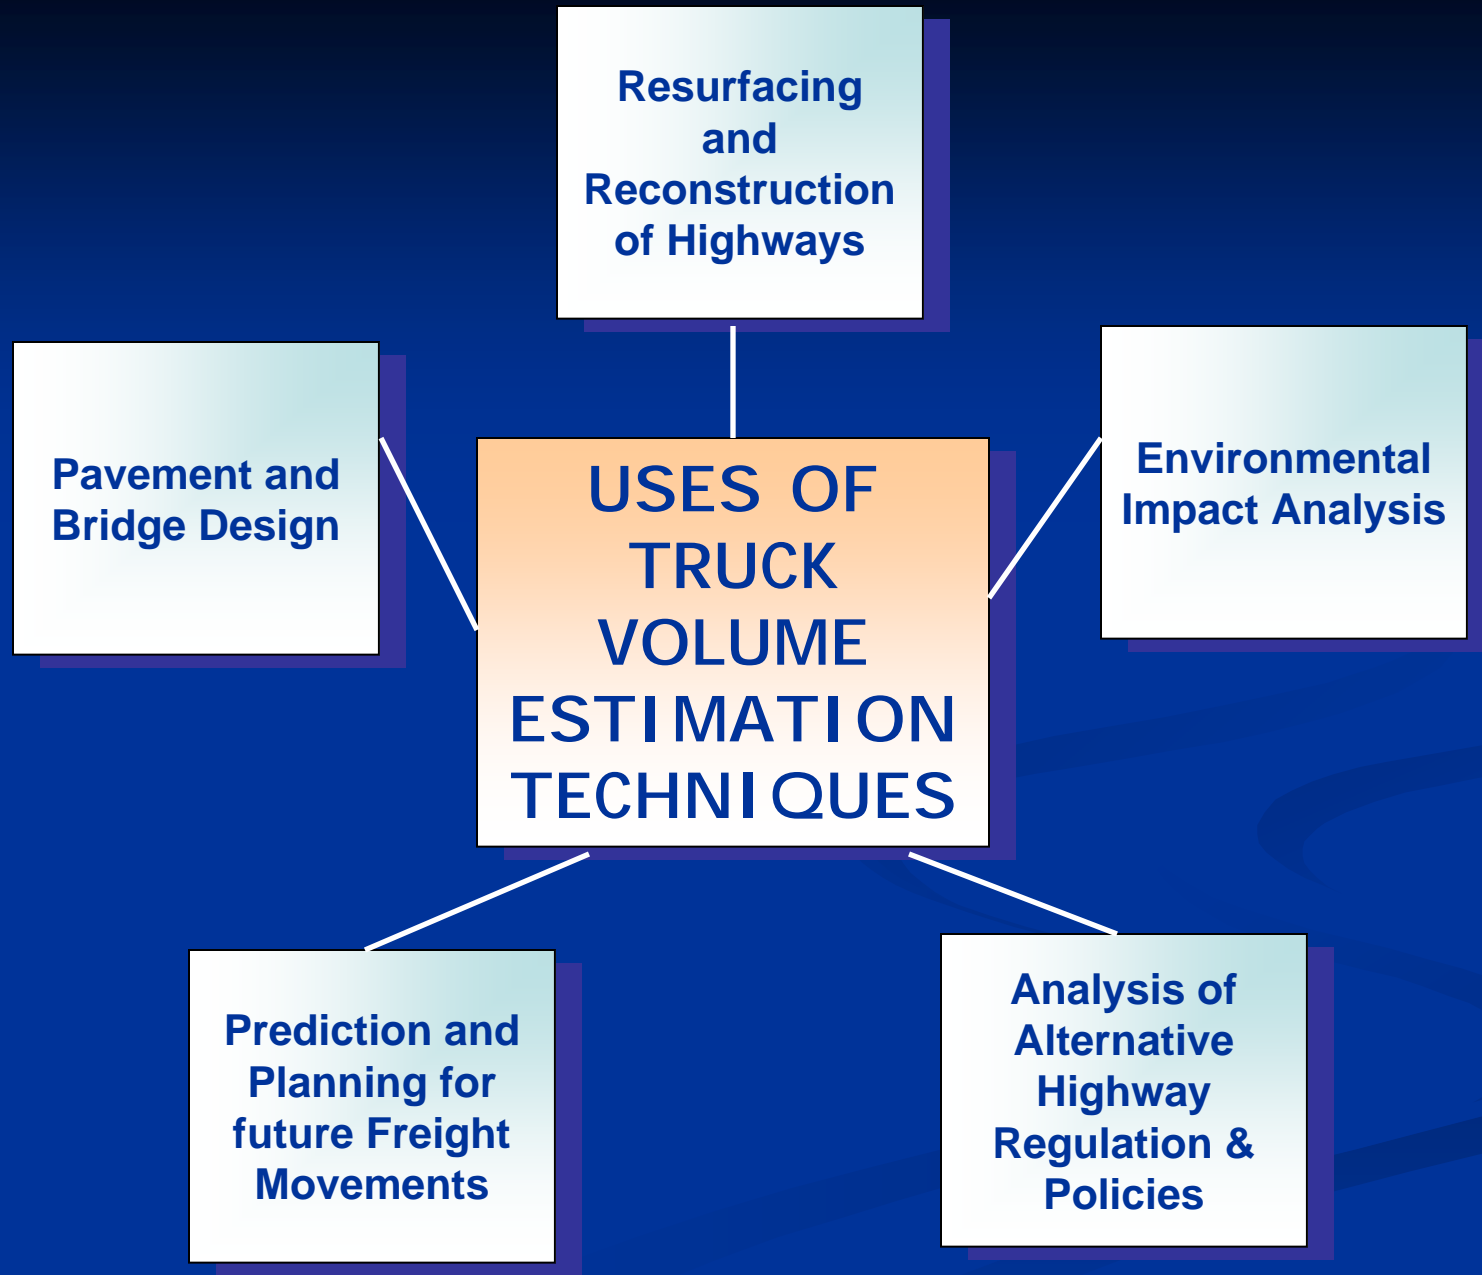 Resurfacing
and
Reconstruction
of Highways
Pavement and
Bridge Design
USES OF
TRUCK
VOLUME
ESTIMATION
TECHNIQUES
Environmental
Impact Analysis
Prediction and
Planning for
future Freight
Movements
Analysis of
Alternative
Highway
Regulation &
Policies